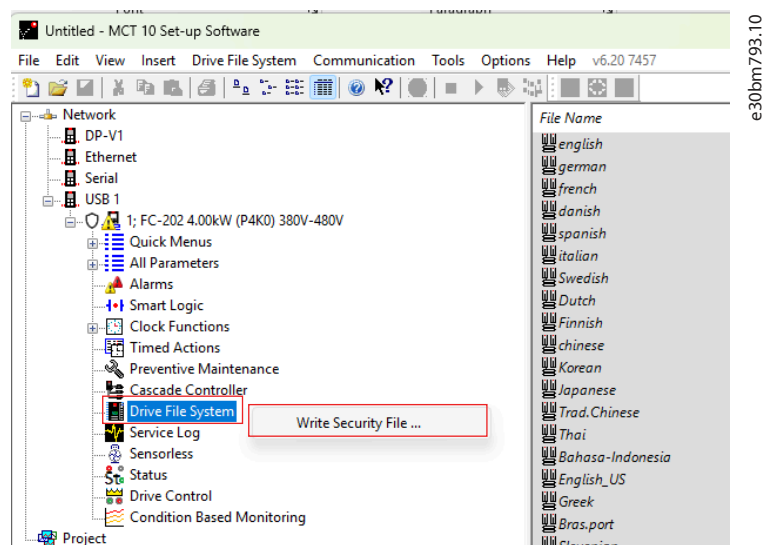 Untitled - MCT 10 Set-up Software
File Edit View Insert Drive File System Communication Tools Options Help v6.20 7457
Network
DP-V1
Ethernet
Serial
USB 1
1; FC-202 4.00kW (P4K0) 380V-480V
Quick Menus
All Parameters
Alarms
Smart Logic
Clock Functions
Timed Actions
Preventive Maintenance
Cascade Controller
Drive File System
Write Security File ...
Service Log
Sensorless
Status
Drive Control
Condition Based Monitoring
Project
File Name
english
german
french
danish
spanish
italian
Swedish
Dutch
Finnish
chinese
Korean
Japanese
Trad.Chinese
Thai
Bahasa-Indonesia
English_US
Greek
Bras.port
e30bm793.10